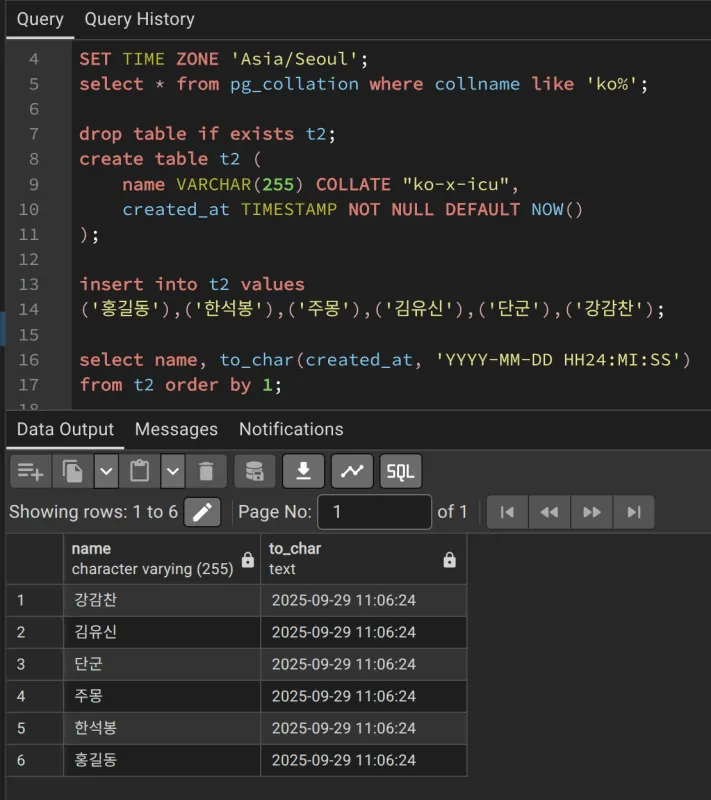 Query Query History
4 SET TIME ZONE 'Asia/Seoul';
5 select * from pg_collation where collname like 'ko%';
6
7 drop table if exists t2;
8 create table t2 (
9 name VARCHAR(255) COLLATE "ko-x-icu",
10 created_at TIMESTAMP NOT NULL DEFAULT NOW()
11 );
12
13 insert into t2 values
14 ('홍길동'),('한석봉'),('주몽'),('김유신'),('단군'),('강감찬');
15
16 select name, to_char(created_at, 'YYYY-MM-DD HH24:MI:SS')
17 from t2 order by 1;
18
Data Output Messages Notifications
SQL
Showing rows: 1 to 6 Page No: 1 of 1
name to_char
character varying (255) text
1 강감찬 2025-09-29 11:06:24
2 김유신 2025-09-29 11:06:24
3 단군 2025-09-29 11:06:24
4 주몽 2025-09-29 11:06:24
5 한석봉 2025-09-29 11:06:24
6 홍길동 2025-09-29 11:06:24